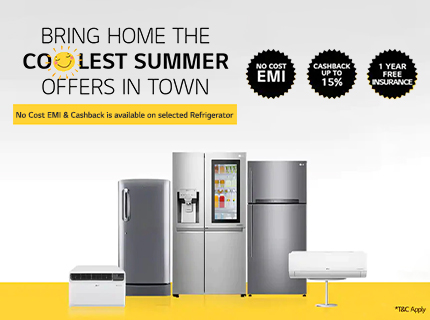 BRING HOME THE
COOLEST SUMMER
OFFERS IN TOWN
No Cost EMI & Cashback is available on selected Refrigerator
NO COST
EMI
CASHBACK
UP TO
15%
1 YEAR
FREE
INSURANCE
*T&C Apply